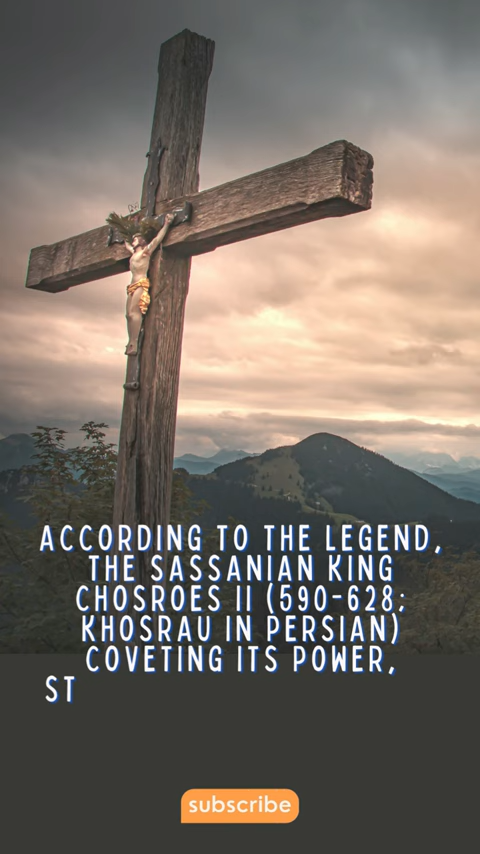 ACCORDING TO THE LEGEND,
THE SASSANIAN KING
CHOSROES II (590-628;
KHOSRAU IN PERSIAN)
COVETING ITS POWER,
ST
subscribe